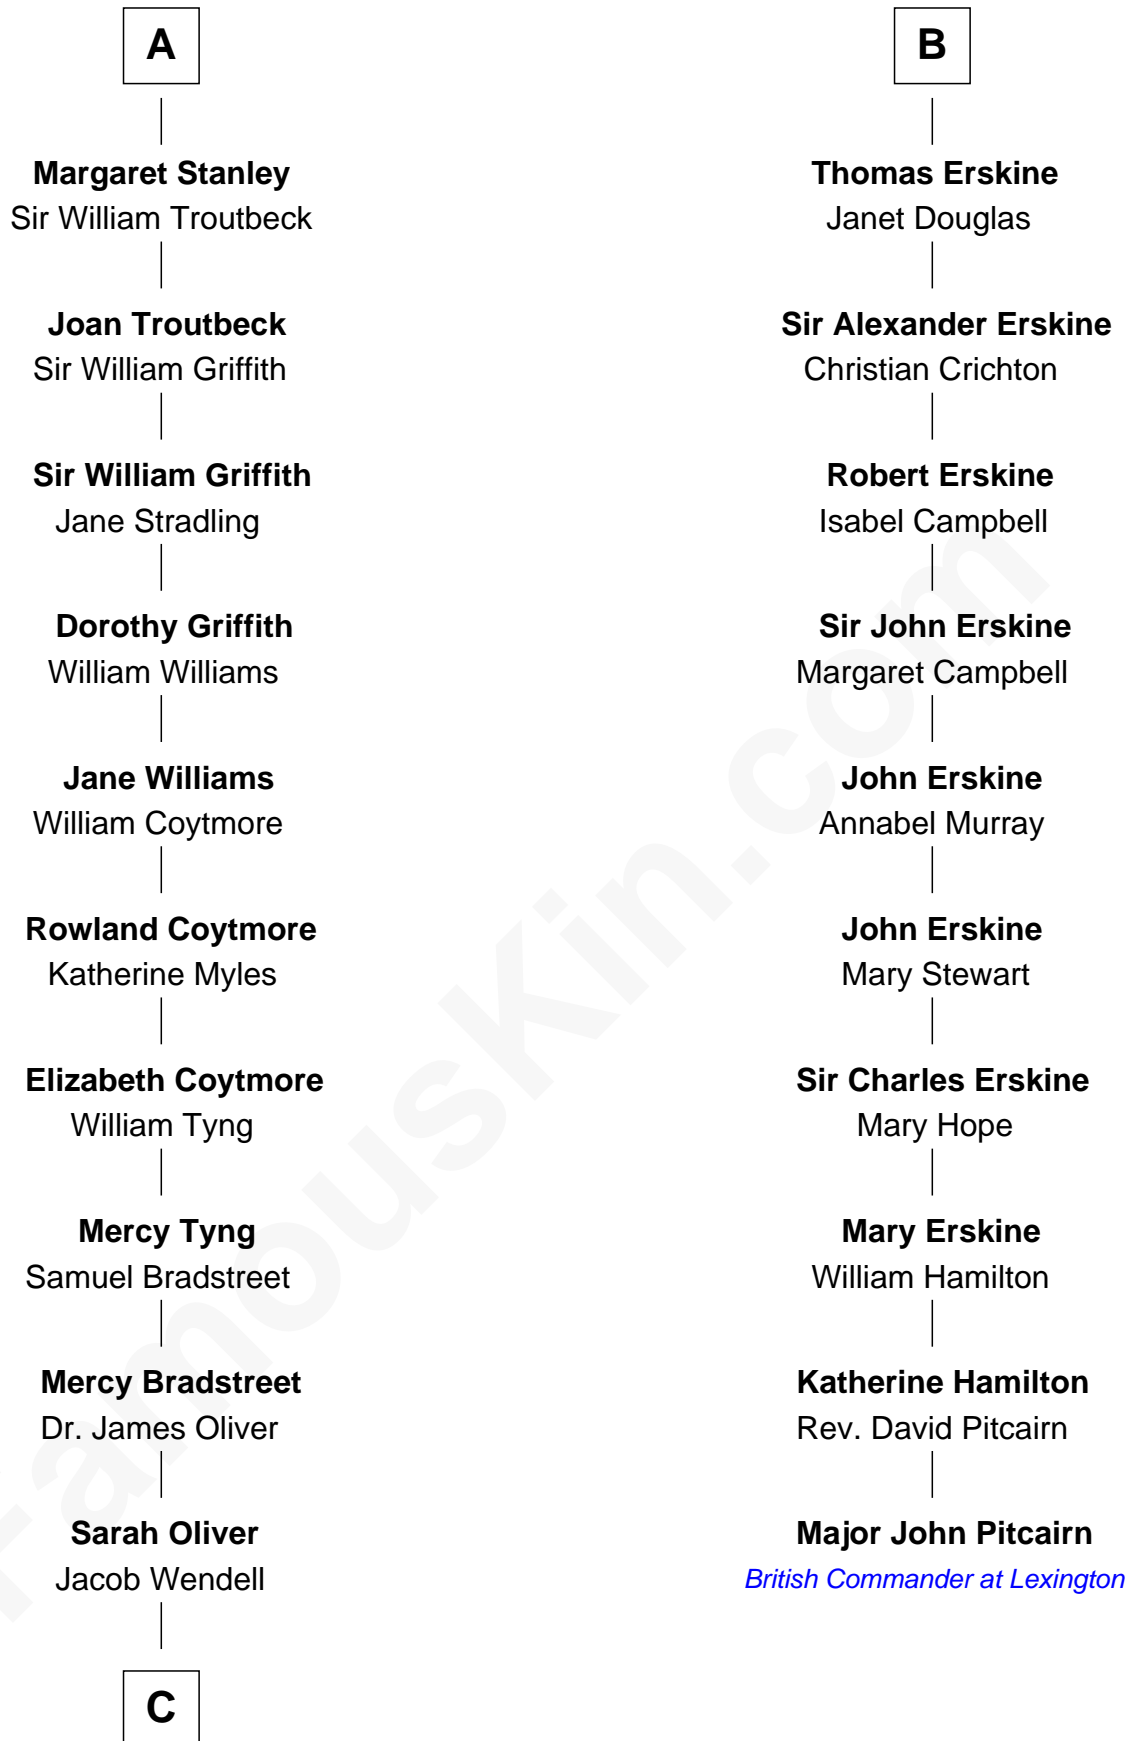 A
Margaret Stanley
Sir William Troutbeck
Joan Troutbeck
Sir William Griffith
Sir William Griffith
Jane Stradling
Dorothy Griffith
William Williams
Jane Williams
William Coytmore
Rowland Coytmore
Katherine Myles
Elizabeth Coytmore
William Tyng
Mercy Tyng
Samuel Bradstreet
Mercy Bradstreet
Dr. James Oliver
Sarah Oliver
Jacob Wendell
C
B
Thomas Erskine
Janet Douglas
Sir Alexander Erskine
Christian Crichton
Robert Erskine
Isabel Campbell
Sir John Erskine
Margaret Campbell
John Erskine
Annabel Murray
John Erskine
Mary Stewart
Sir Charles Erskine
Mary Hope
Mary Erskine
William Hamilton
Katherine Hamilton
Rev. David Pitcairn
Major John Pitcairn
British Commander at Lexington
FamousKin.com